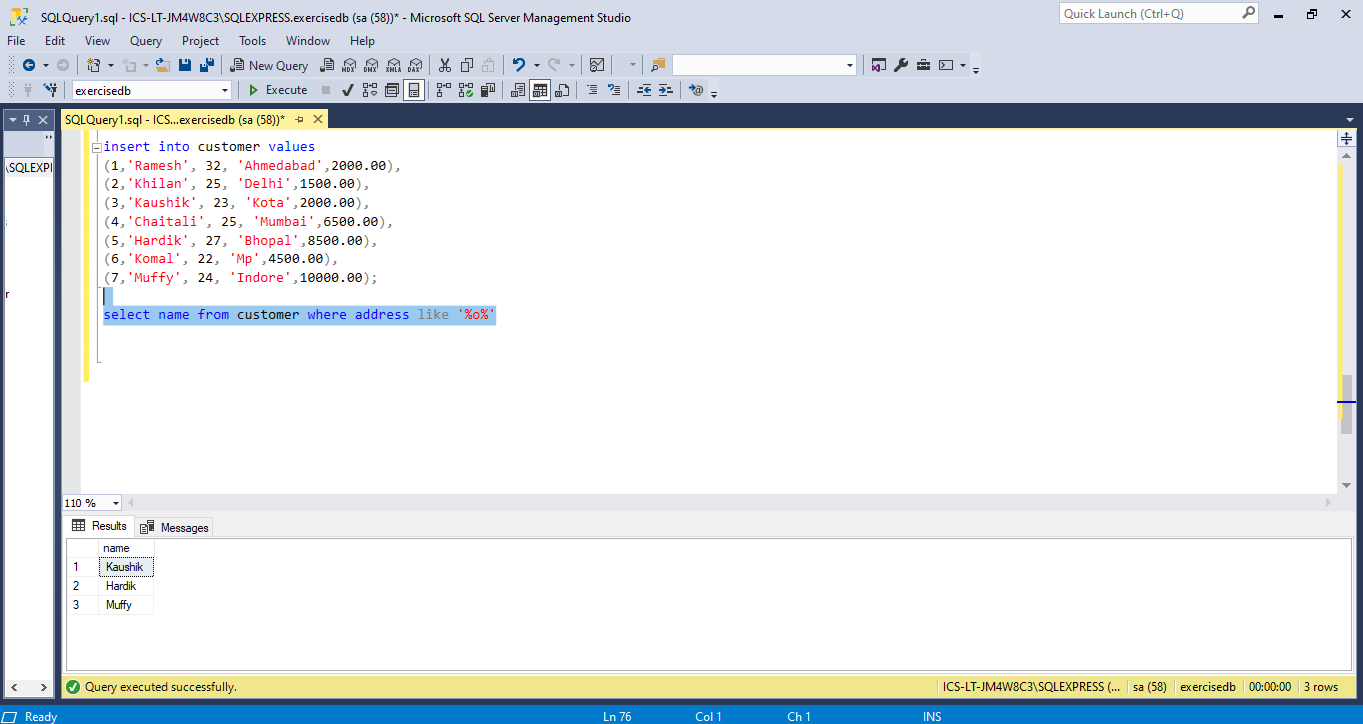 SQLQuery1.sql - ICS-LT-JM4W8C3\SQLEXPRESS.exercisedb (sa (58))* - Microsoft SQL Server Management Studio
Quick Launch (Ctrl+Q)
File Edit View Query Project Tools Window Help
New Query MDX DMX XMLA DAX
exercisedb Execute
SQLQuery1.sql - ICS...exercisedb (sa (58))*
\SQLEXPI
insert into customer values
(1,'Ramesh', 32, 'Ahmedabad',2000.00),
(2,'Khilan', 25, 'Delhi',1500.00),
(3,'Kaushik', 23, 'Kota',2000.00),
(4,'Chaitali', 25, 'Mumbai',6500.00),
(5,'Hardik', 27, 'Bhopal',8500.00),
(6,'Komal', 22, 'Mp',4500.00),
(7,'Muffy', 24, 'Indore',10000.00);
r
select name from customer where address like '%o%'
110 %
Results Messages
name
1 Kaushik
2 Hardik
3 Muffy
Query executed successfully. ICS-LT-JM4W8C3\SQLEXPRESS (... sa (58) exercisedb 00:00:00 3 rows
Ready Ln 76 Col 1 Ch 1 INS